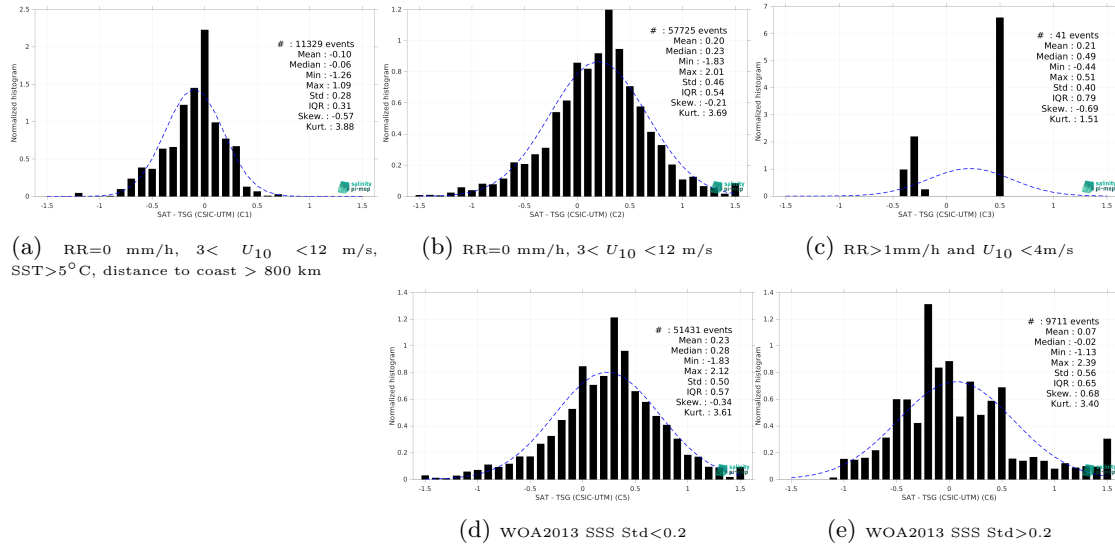 2.5
2
1.5
1
0.5
0
Normalized histogram
# : 11329 events
Mean : -0.10
Median : -0.06
Min : -1.26
Max : 1.09
Std : 0.28
IQR : 0.31
Skew. : -0.57
Kurt. : 3.88
salinity
pi-mep
-1.5 -1 -0.5 0 0.5 1 1.5
SAT - TSG (CSIC-UTM) (C1)
(a) RR=0 mm/h, 3< U10 <12 m/s,
SST>5°C, distance to coast > 800 km
1.2
1
0.8
0.6
0.4
0.2
0
Normalized histogram
# : 57725 events
Mean : 0.20
Median : 0.23
Min : -1.83
Max : 2.01
Std : 0.46
IQR : 0.54
Skew. : -0.21
Kurt. : 3.69
salinity
pi-mep
-1.5 -1 -0.5 0 0.5 1 1.5
SAT - TSG (CSIC-UTM) (C2)
(b) RR=0 mm/h, 3< U10 <12 m/s
7
6
5
4
3
2
1
0
Normalized histogram
# : 41 events
Mean : 0.21
Median : 0.49
Min : -0.44
Max : 0.51
Std : 0.40
IQR : 0.79
Skew. : -0.69
Kurt. : 1.51
salinity
pi-mep
-1.5 -1 -0.5 0 0.5 1 1.5
SAT - TSG (CSIC-UTM) (C3)
(c) RR>1mm/h and U10 <4m/s
1.4
1.2
1
0.8
0.6
0.4
0.2
0
Normalized histogram
# : 51431 events
Mean : 0.23
Median : 0.28
Min : -1.83
Max : 2.12
Std : 0.50
IQR : 0.57
Skew. : -0.34
Kurt. : 3.61
salinity
pi-mep
-1.5 -1 -0.5 0 0.5 1 1.5
SAT - TSG (CSIC-UTM) (C5)
(d) WOA2013 SSS Std<0.2
1.4
1.2
1
0.8
0.6
0.4
0.2
0
Normalized histogram
# : 9711 events
Mean : 0.07
Median : -0.02
Min : -1.13
Max : 2.39
Std : 0.56
IQR : 0.65
Skew. : 0.68
Kurt. : 3.40
salinity
pi-mep
-1.5 -1 -0.5 0 0.5 1 1.5
SAT - TSG (CSIC-UTM) (C6)
(e) WOA2013 SSS Std>0.2